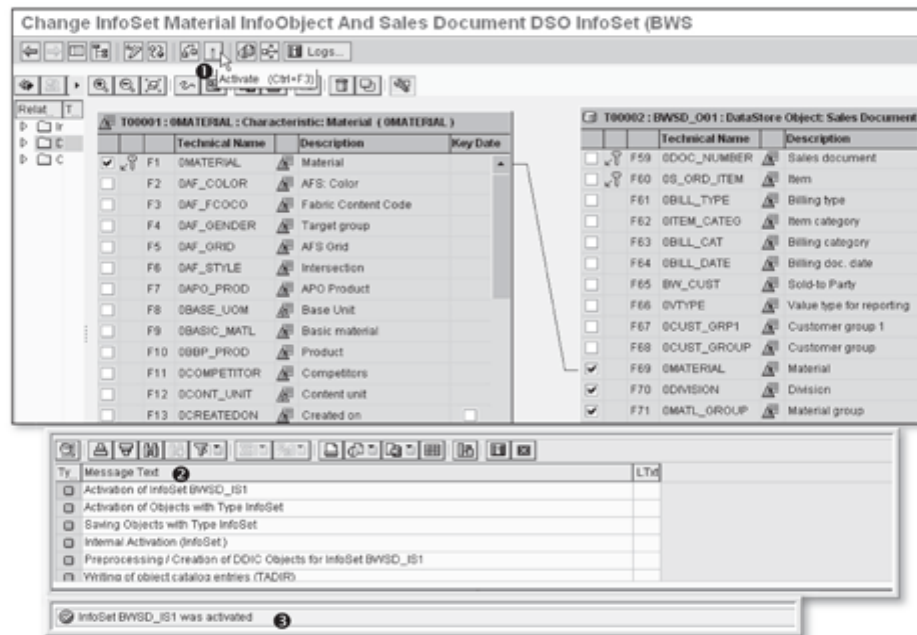 Change InfoSet Material InfoObject And Sales Document DSO InfoSet (BWS
Logs...
❶ Activate (Ctrl+F3)
Relat T
T00001 : 0MATERIAL : Characteristic: Material ( 0MATERIAL )
Technical Name Description Key Date
F1 0MATERIAL Material
F2 0AF_COLOR AFS: Color
F3 0AF_FCOCO Fabric Content Code
F4 0AF_GENDER Target group
F5 0AF_GRID AFS Grid
F6 0AF_STYLE Intersection
F7 0APO_PROD APO Product
F8 0BASE_UOM Base Unit
F9 0BASIC_MATL Basic material
F10 0BBP_PROD Product
F11 0COMPETITOR Competitors
F12 0CONT_UNIT Content unit
F13 0CREATEDON Created on
T00002 : BWSD_O01 : DataStore Object: Sales Document
Technical Name Description
F59 0DOC_NUMBER Sales document
F60 0S_ORD_ITEM Item
F61 0BILL_TYPE Billing type
F62 0ITEM_CATEG Item category
F63 0BILL_CAT Billing category
F64 0BILL_DATE Billing doc. date
F65 BW_CUST Sold-to Party
F66 0VTYPE Value type for reporting
F67 0CUST_GRP1 Customer group 1
F68 0CUST_GROUP Customer group
F69 0MATERIAL Material
F70 0DIVISION Division
F71 0MATL_GROUP Material group
Ty Message Text ❷ LTxt
Activation of InfoSet BWSD_IS1
Activation of Objects with Type InfoSet
Saving Objects with Type InfoSet
Internal Activation (InfoSet )
Preprocessing / Creation of DDIC Objects for InfoSet BWSD_IS1
Writing of object catalog entries (TADIR)
InfoSet BWSD_IS1 was activated ❸